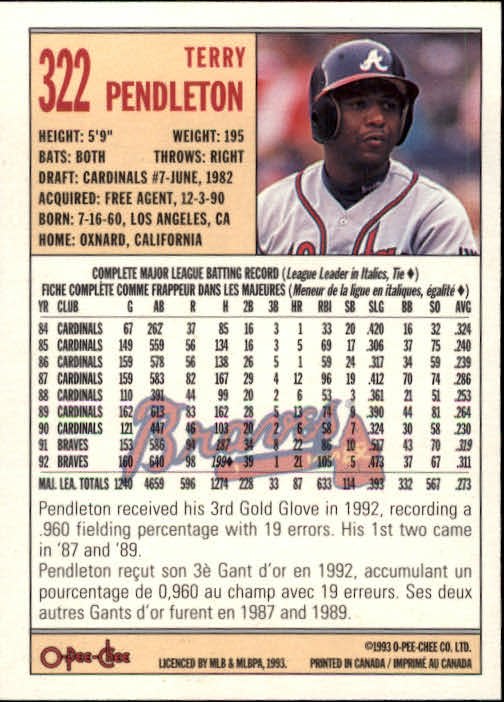 322
TERRY
PENDLETON
HEIGHT: 5'9" WEIGHT: 195
BATS: BOTH THROWS: RIGHT
DRAFT: CARDINALS #7-JUNE, 1982
ACQUIRED: FREE AGENT, 12-3-90
BORN: 7-16-60, LOS ANGELES, CA
HOME: OXNARD, CALIFORNIA
A
COMPLETE MAJOR LEAGUE BATTING RECORD (League Leader in Italics, Tie ♦)
FICHE COMPLÈTE COMME FRAPPEUR DANS LES MAJEURES (Meneur de la ligue en italiques, égalité ♦)
YR CLUB G AB R H 2B 3B HR RBI SB SLG BB SO AVG
84 CARDINALS 67 262 37 85 16 3 1 33 20 .420 16 32 .324
85 CARDINALS 149 559 56 134 16 3 5 69 17 .306 37 75 .240
86 CARDINALS 159 578 56 138 26 5 1 59 24 .317 34 59 .239
87 CARDINALS 159 583 82 167 29 4 12 96 19 .412 70 74 .286
88 CARDINALS 110 391 44 99 20 2 6 53 3 .361 21 51 .253
89 CARDINALS 162 613 83 162 28 5 13 74 9 .390 44 81 .264
90 CARDINALS 121 447 46 103 20 2 6 58 7 .324 30 58 .230
91 BRAVES 153 586 94 187 34 8 22 86 10 .517 43 70 .319
92 BRAVES 160 640 98 199♦ 39 1 21 105 5 .473 37 67 .311
MAJ. LEA. TOTALS 1240 4659 596 1274 228 33 87 633 114 .393 332 567 .273
Braves
Pendleton received his 3rd Gold Glove in 1992, recording a
.960 fielding percentage with 19 errors. His 1st two came
in '87 and '89.
Pendleton reçut son 3è Gant d'or en 1992, accumulant un
pourcentage de 0,960 au champ avec 19 erreurs. Ses deux
autres Gants d'or furent en 1987 and 1989.
O-Pee-Chee
LICENCED BY MLB & MLBPA, 1993.
©1993 O-PEE-CHEE CO. LTD.
PRINTED IN CANADA / IMPRIMÉ AU CANADA